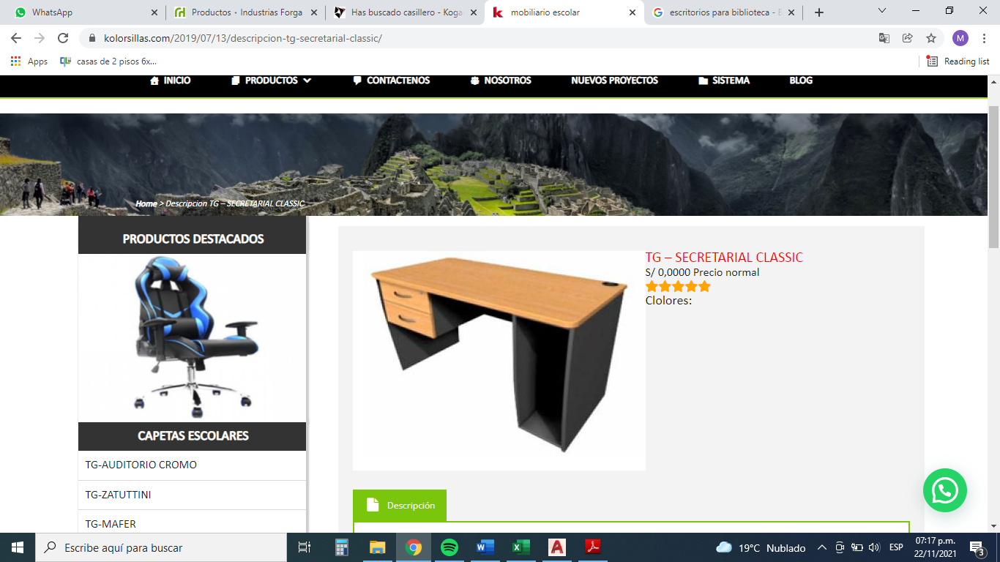 WhatsApp
Productos • Industrias Forga
Has buscado casillero - Koga
mobiliario escolar
escritorios para biblioteca - B
kolorsillas.com/2019/07/13/descripcion-tg-secretarial-classic/
M
Apps
casas de 2 pisos 6x...
Reading list
INICIO
PRODUCTOS
CONTACTENOS
NOSOTROS
NUEVOS PROYECTOS
SISTEMA
BLOG
Home > Descripcion TG – SECRETARIAL CLASSIC
PRODUCTOS DESTACADOS
TG – SECRETARIAL CLASSIC
S/ 0,0000 Precio normal
Clolores:
CAPETAS ESCOLARES
TG-AUDITORIO CROMO
TG-ZATUTTINI
TG-MAFER
Descripción
Escribe aquí para buscar
19°C Nublado
ESP
07:17 p.m.
22/11/2021
3